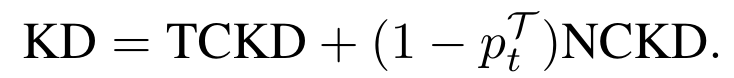 KD = TCKD + (1 − p_t^𝒯)NCKD.